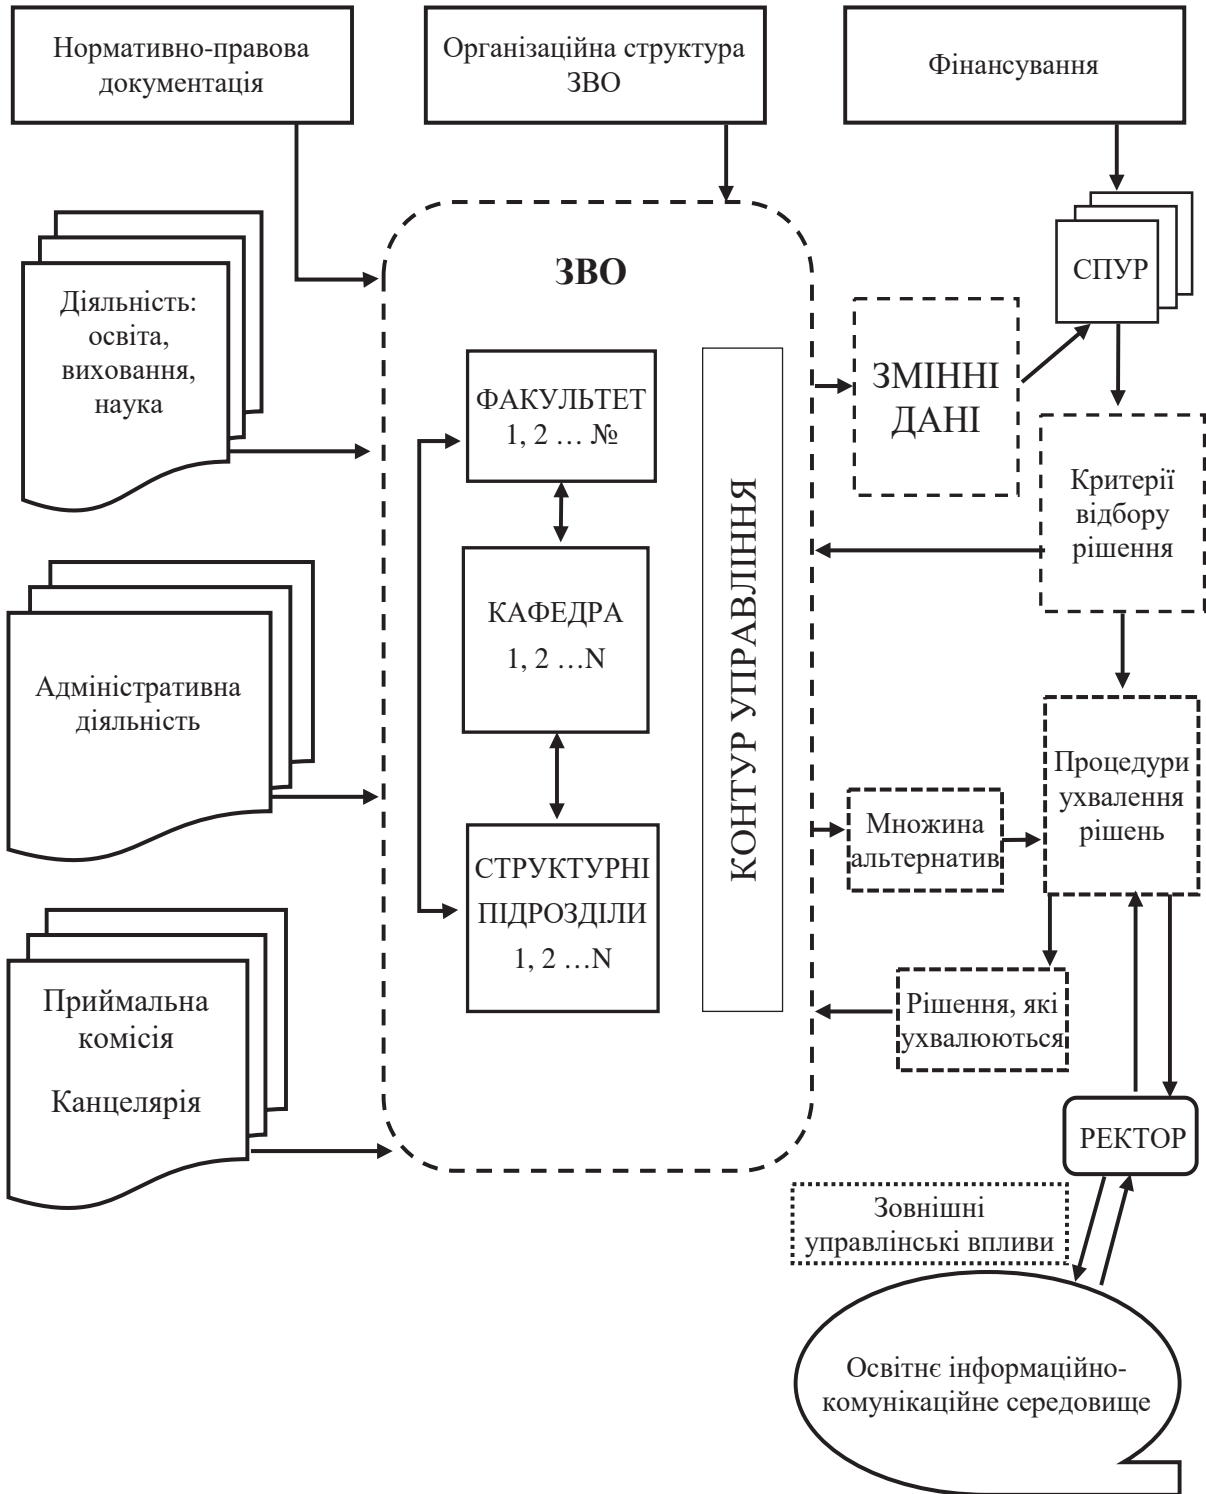 Нормативно-правова
документація
Організаційна структура
ЗВО
Фінансування
Діяльність:
освіта,
виховання,
наука
Адміністративна
діяльність
Приймальна
комісія
Канцелярія
ЗВО
ФАКУЛЬТЕТ
1, 2 … №
КАФЕДРА
1, 2 …N
СТРУКТУРНІ
ПІДРОЗДІЛИ
1, 2 …N
КОНТУР УПРАВЛІННЯ
ЗМІННІ
ДАНІ
СПУР
Критерії
відбору
рішення
Множина
альтернатив
Процедури
ухвалення
рішень
Рішення, які
ухвалюються
РЕКТОР
Зовнішні
управлінські впливи
Освітнє інформаційно-
комунікаційне середовище